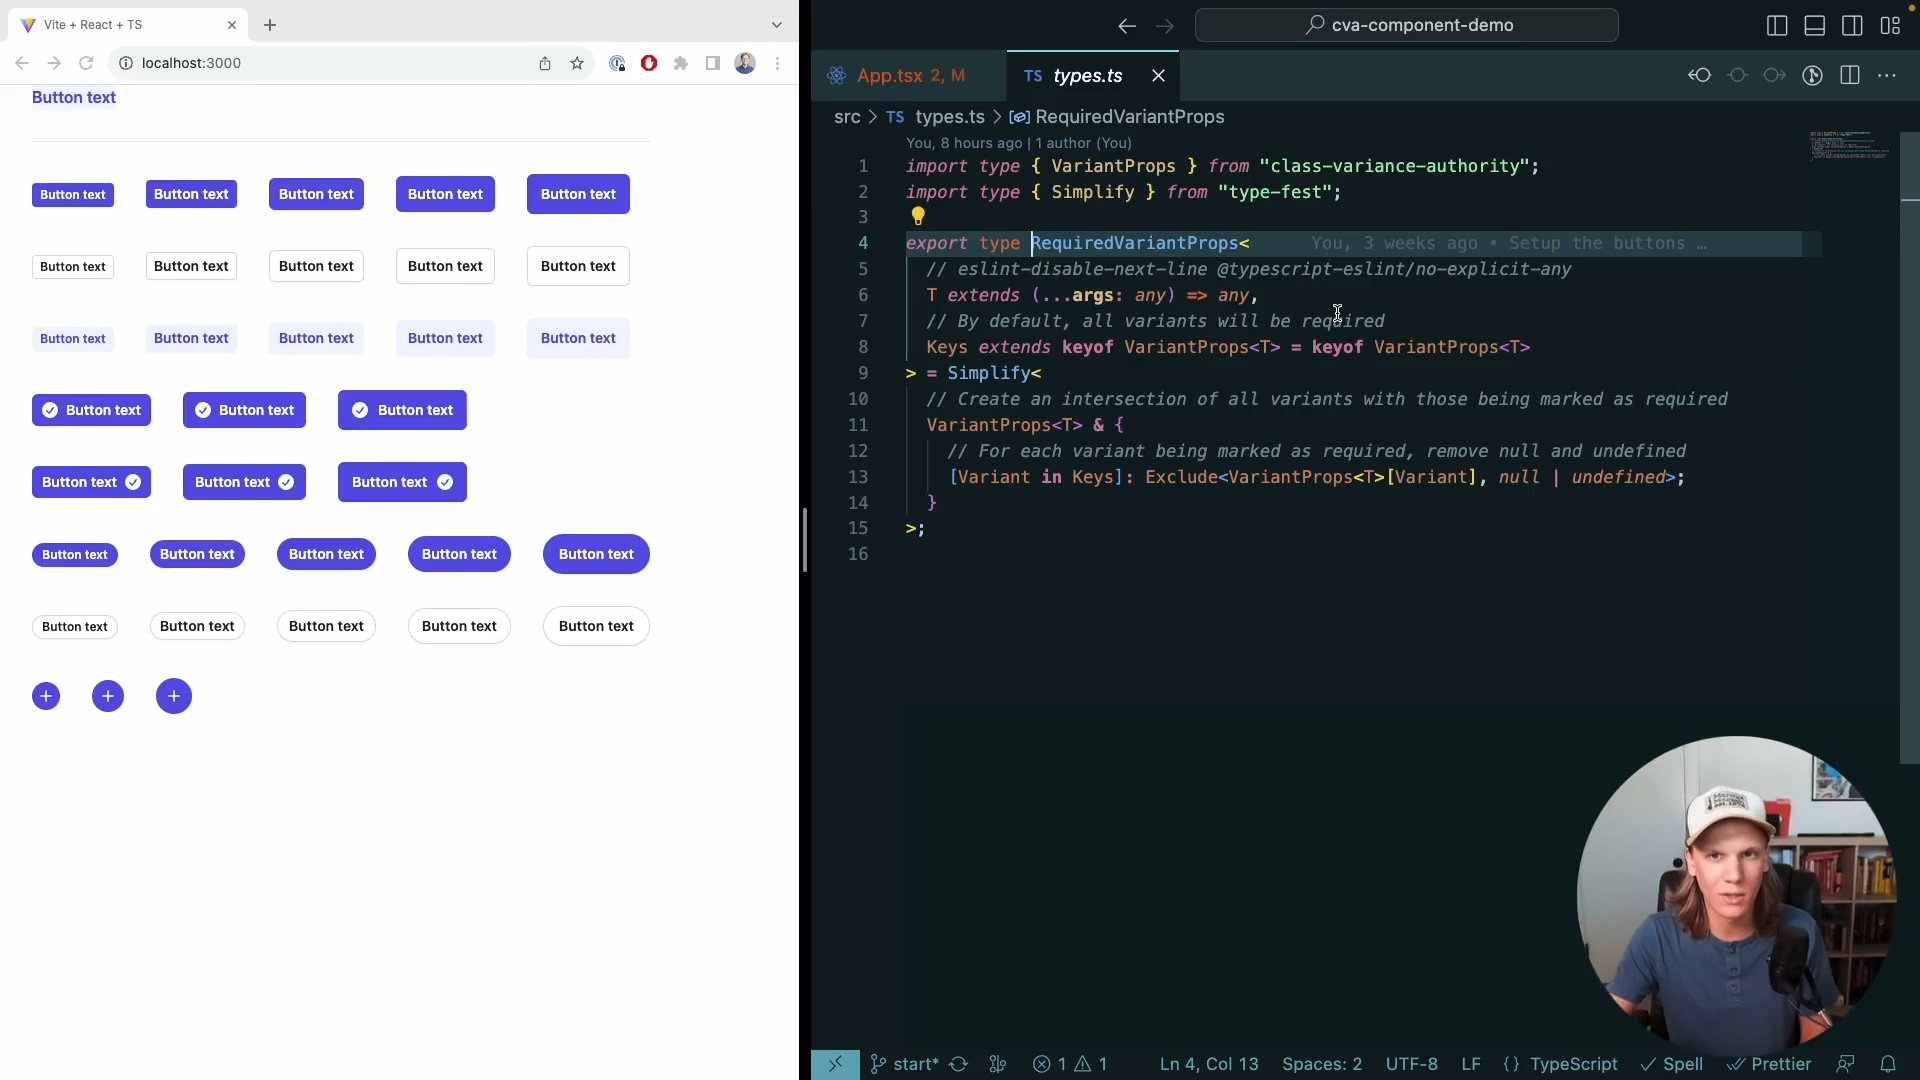 Vite + React + TS
localhost:3000
Button text
Button text Button text Button text Button text Button text
Button text Button text Button text Button text Button text
Button text Button text Button text Button text Button text
Button text Button text Button text
Button text Button text Button text
Button text Button text Button text Button text Button text
Button text Button text Button text Button text Button text
cva-component-demo
App.tsx 2, M
TS types.ts
src > TS types.ts > RequiredVariantProps
You, 8 hours ago | 1 author (You)
1 import type { VariantProps } from "class-variance-authority";
2 import type { Simplify } from "type-fest";
3
4 export type RequiredVariantProps< You, 3 weeks ago • Setup the buttons …
5 // eslint-disable-next-line @typescript-eslint/no-explicit-any
6 T extends (...args: any) => any,
7 // By default, all variants will be required
8 Keys extends keyof VariantProps<T> = keyof VariantProps<T>
9 > = Simplify<
10 // Create an intersection of all variants with those being marked as required
11 VariantProps<T> & {
12 // For each variant being marked as required, remove null and undefined
13 [Variant in Keys]: Exclude<VariantProps<T>[Variant], null | undefined>;
14 }
15 >;
16
start* 1 1 Ln 4, Col 13 Spaces: 2 UTF-8 LF {} TypeScript Spell Prettier